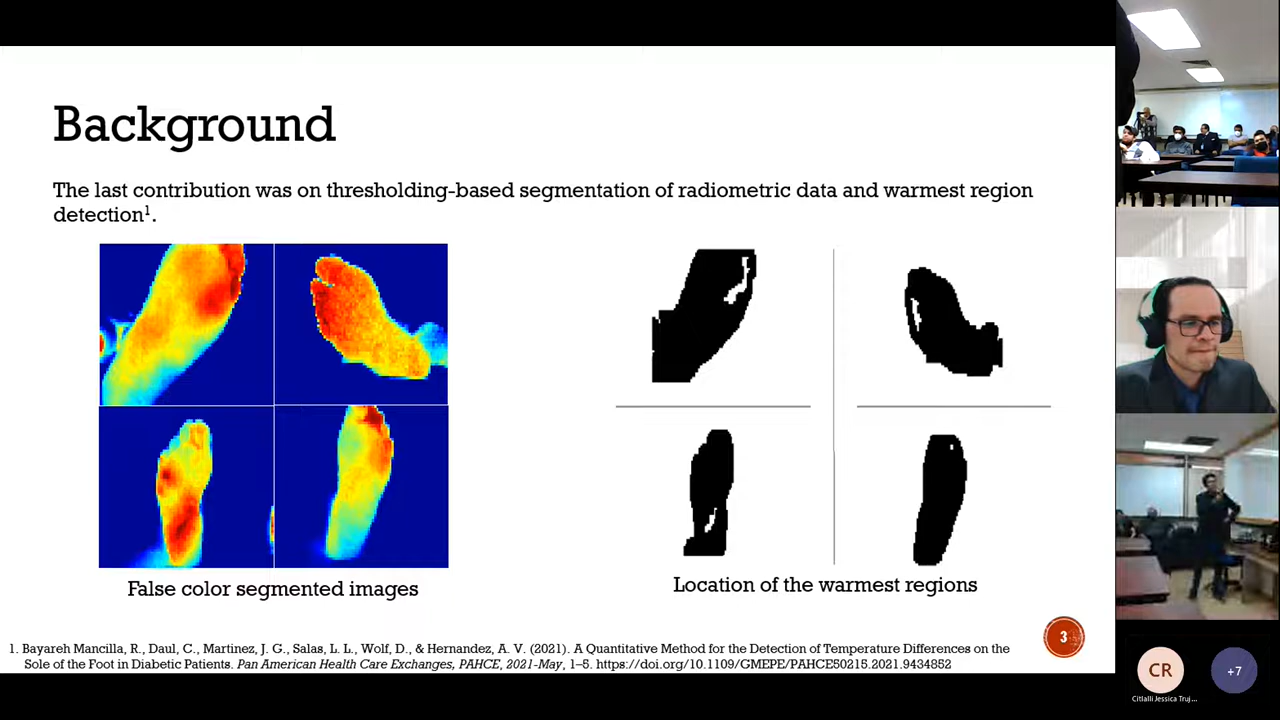 Background
The last contribution was on thresholding-based segmentation of radiometric data and warmest region
detection¹.
False color segmented images
Location of the warmest regions
3
1. Bayareh Mancilla, R., Daul, C., Martinez, J. G., Salas, L. L., Wolf, D., & Hernandez, A. V. (2021). A Quantitative Method for the Detection of Temperature Differences on the
Sole of the Foot in Diabetic Patients. Pan American Health Care Exchanges, PAHCE, 2021-May, 1–5. https://doi.org/10.1109/GMEPE/PAHCE50215.2021.9434852
CR
+7
Citlalli Jessica Truj...